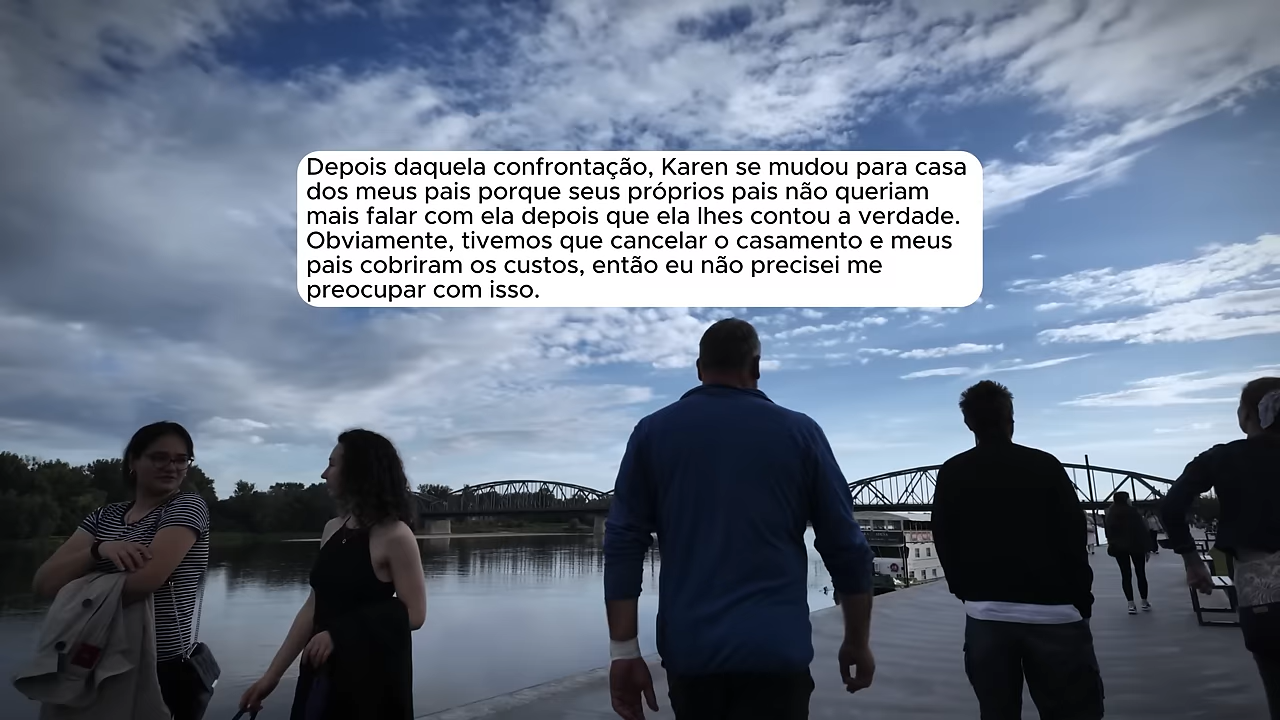 Depois daquela confrontação, Karen se mudou para casa
dos meus pais porque seus próprios pais não queriam
mais falar com ela depois que ela lhes contou a verdade.
Obviamente, tivemos que cancelar o casamento e meus
pais cobriram os custos, então eu não precisei me
preocupar com isso.